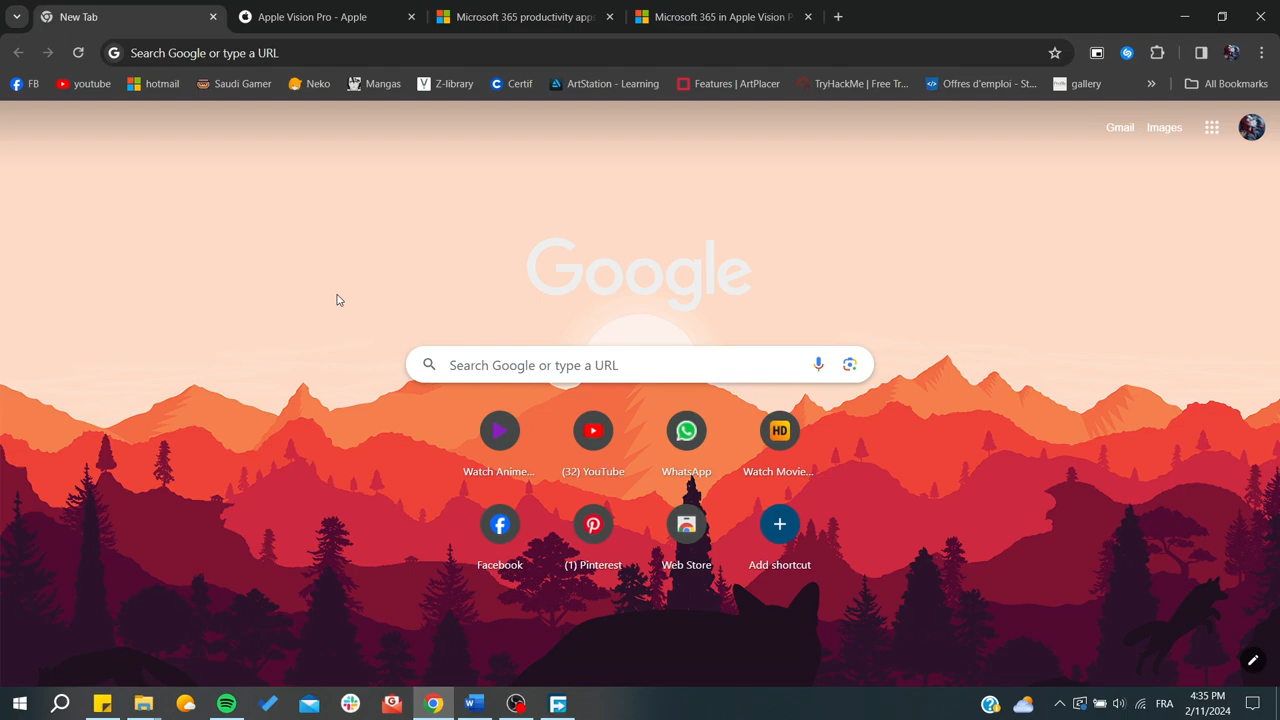 New Tab
Apple Vision Pro - Apple
Microsoft 365 productivity appr
Microsoft 365 in Apple Vision P
Search Google or type a URL
FB
youtube
hotmail
Saudi Gamer
Neko
Mangas
Z-library
Certif
ArtStation - Learning
Features | ArtPlacer
TryHackMe | Free Tr...
Offres d'emploi - St...
gallery
All Bookmarks
Gmail
Images
Google
Search Google or type a URL
HD
Watch Anime...
(32) YouTube
WhatsApp
Watch Movie...
Facebook
(1) Pinterest
Web Store
Add shortcut
FRA
4:35 PM
2/11/2024